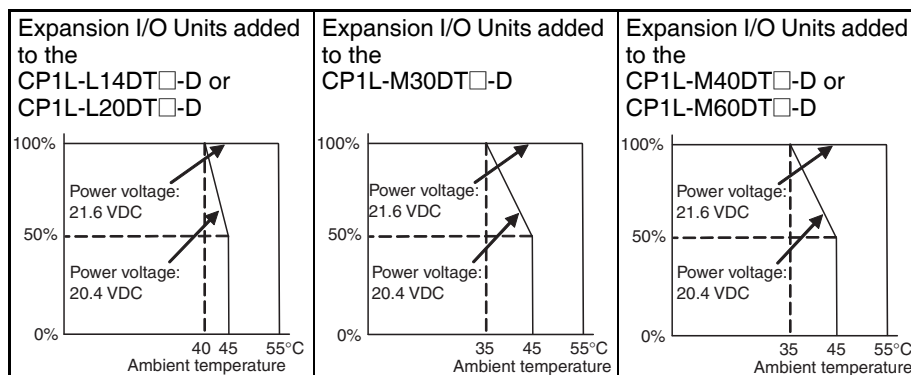 Expansion I/O Units added
to the
CP1L-L14DT□-D or
CP1L-L20DT□-D
100%
Power voltage:
21.6 VDC
50%
Power voltage:
20.4 VDC
0%
40 45 55°C
Ambient temperature
Expansion I/O Units added
to the
CP1L-M30DT□-D
100%
Power voltage:
21.6 VDC
50%
Power voltage:
20.4 VDC
0%
35 45 55°C
Ambient temperature
Expansion I/O Units added
to the
CP1L-M40DT□-D or
CP1L-M60DT□-D
100%
Power voltage:
21.6 VDC
50%
Power voltage:
20.4 VDC
0%
35 45 55°C
Ambient temperature